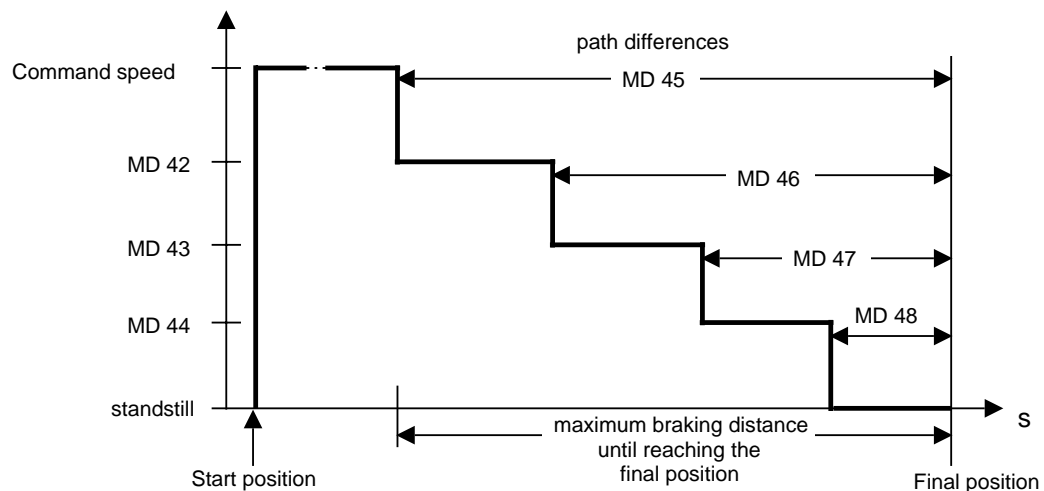 path differences
Command speed
MD 45
MD 42
MD 46
MD 43
MD 47
MD 44
MD 48
standstill
s
maximum braking distance
until reaching the
final position
Start position
Final position